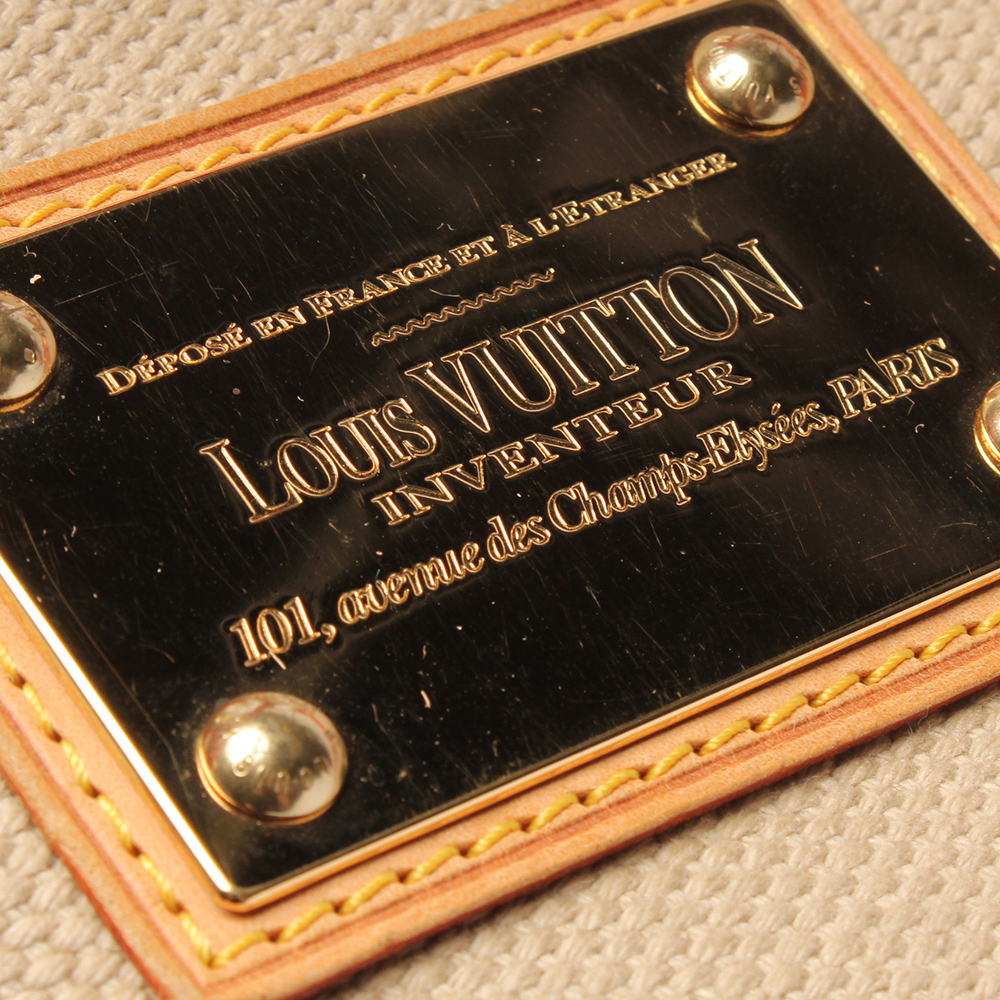 DÉPOSÉ EN FRANCE ET À L'ÉTRANGER
LOUIS VUITTON
INVENTEUR
101, avenue des Champs-Elysées, PARIS